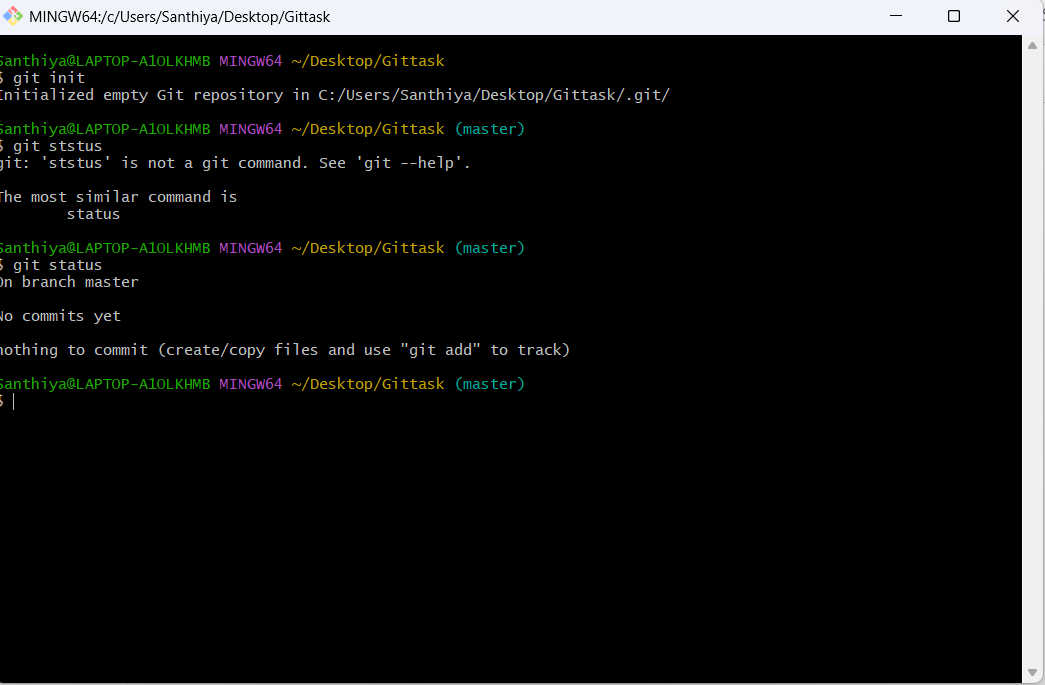 MINGW64:/c/Users/Santhiya/Desktop/Gittask
Santhiya@LAPTOP-A1OLKHMB MINGW64 ~/Desktop/Gittask
$ git init
Initialized empty Git repository in C:/Users/Santhiya/Desktop/Gittask/.git/
Santhiya@LAPTOP-A1OLKHMB MINGW64 ~/Desktop/Gittask (master)
$ git ststus
git: 'ststus' is not a git command. See 'git --help'.
The most similar command is
status
Santhiya@LAPTOP-A1OLKHMB MINGW64 ~/Desktop/Gittask (master)
$ git status
On branch master
No commits yet
nothing to commit (create/copy files and use "git add" to track)
Santhiya@LAPTOP-A1OLKHMB MINGW64 ~/Desktop/Gittask (master)
$